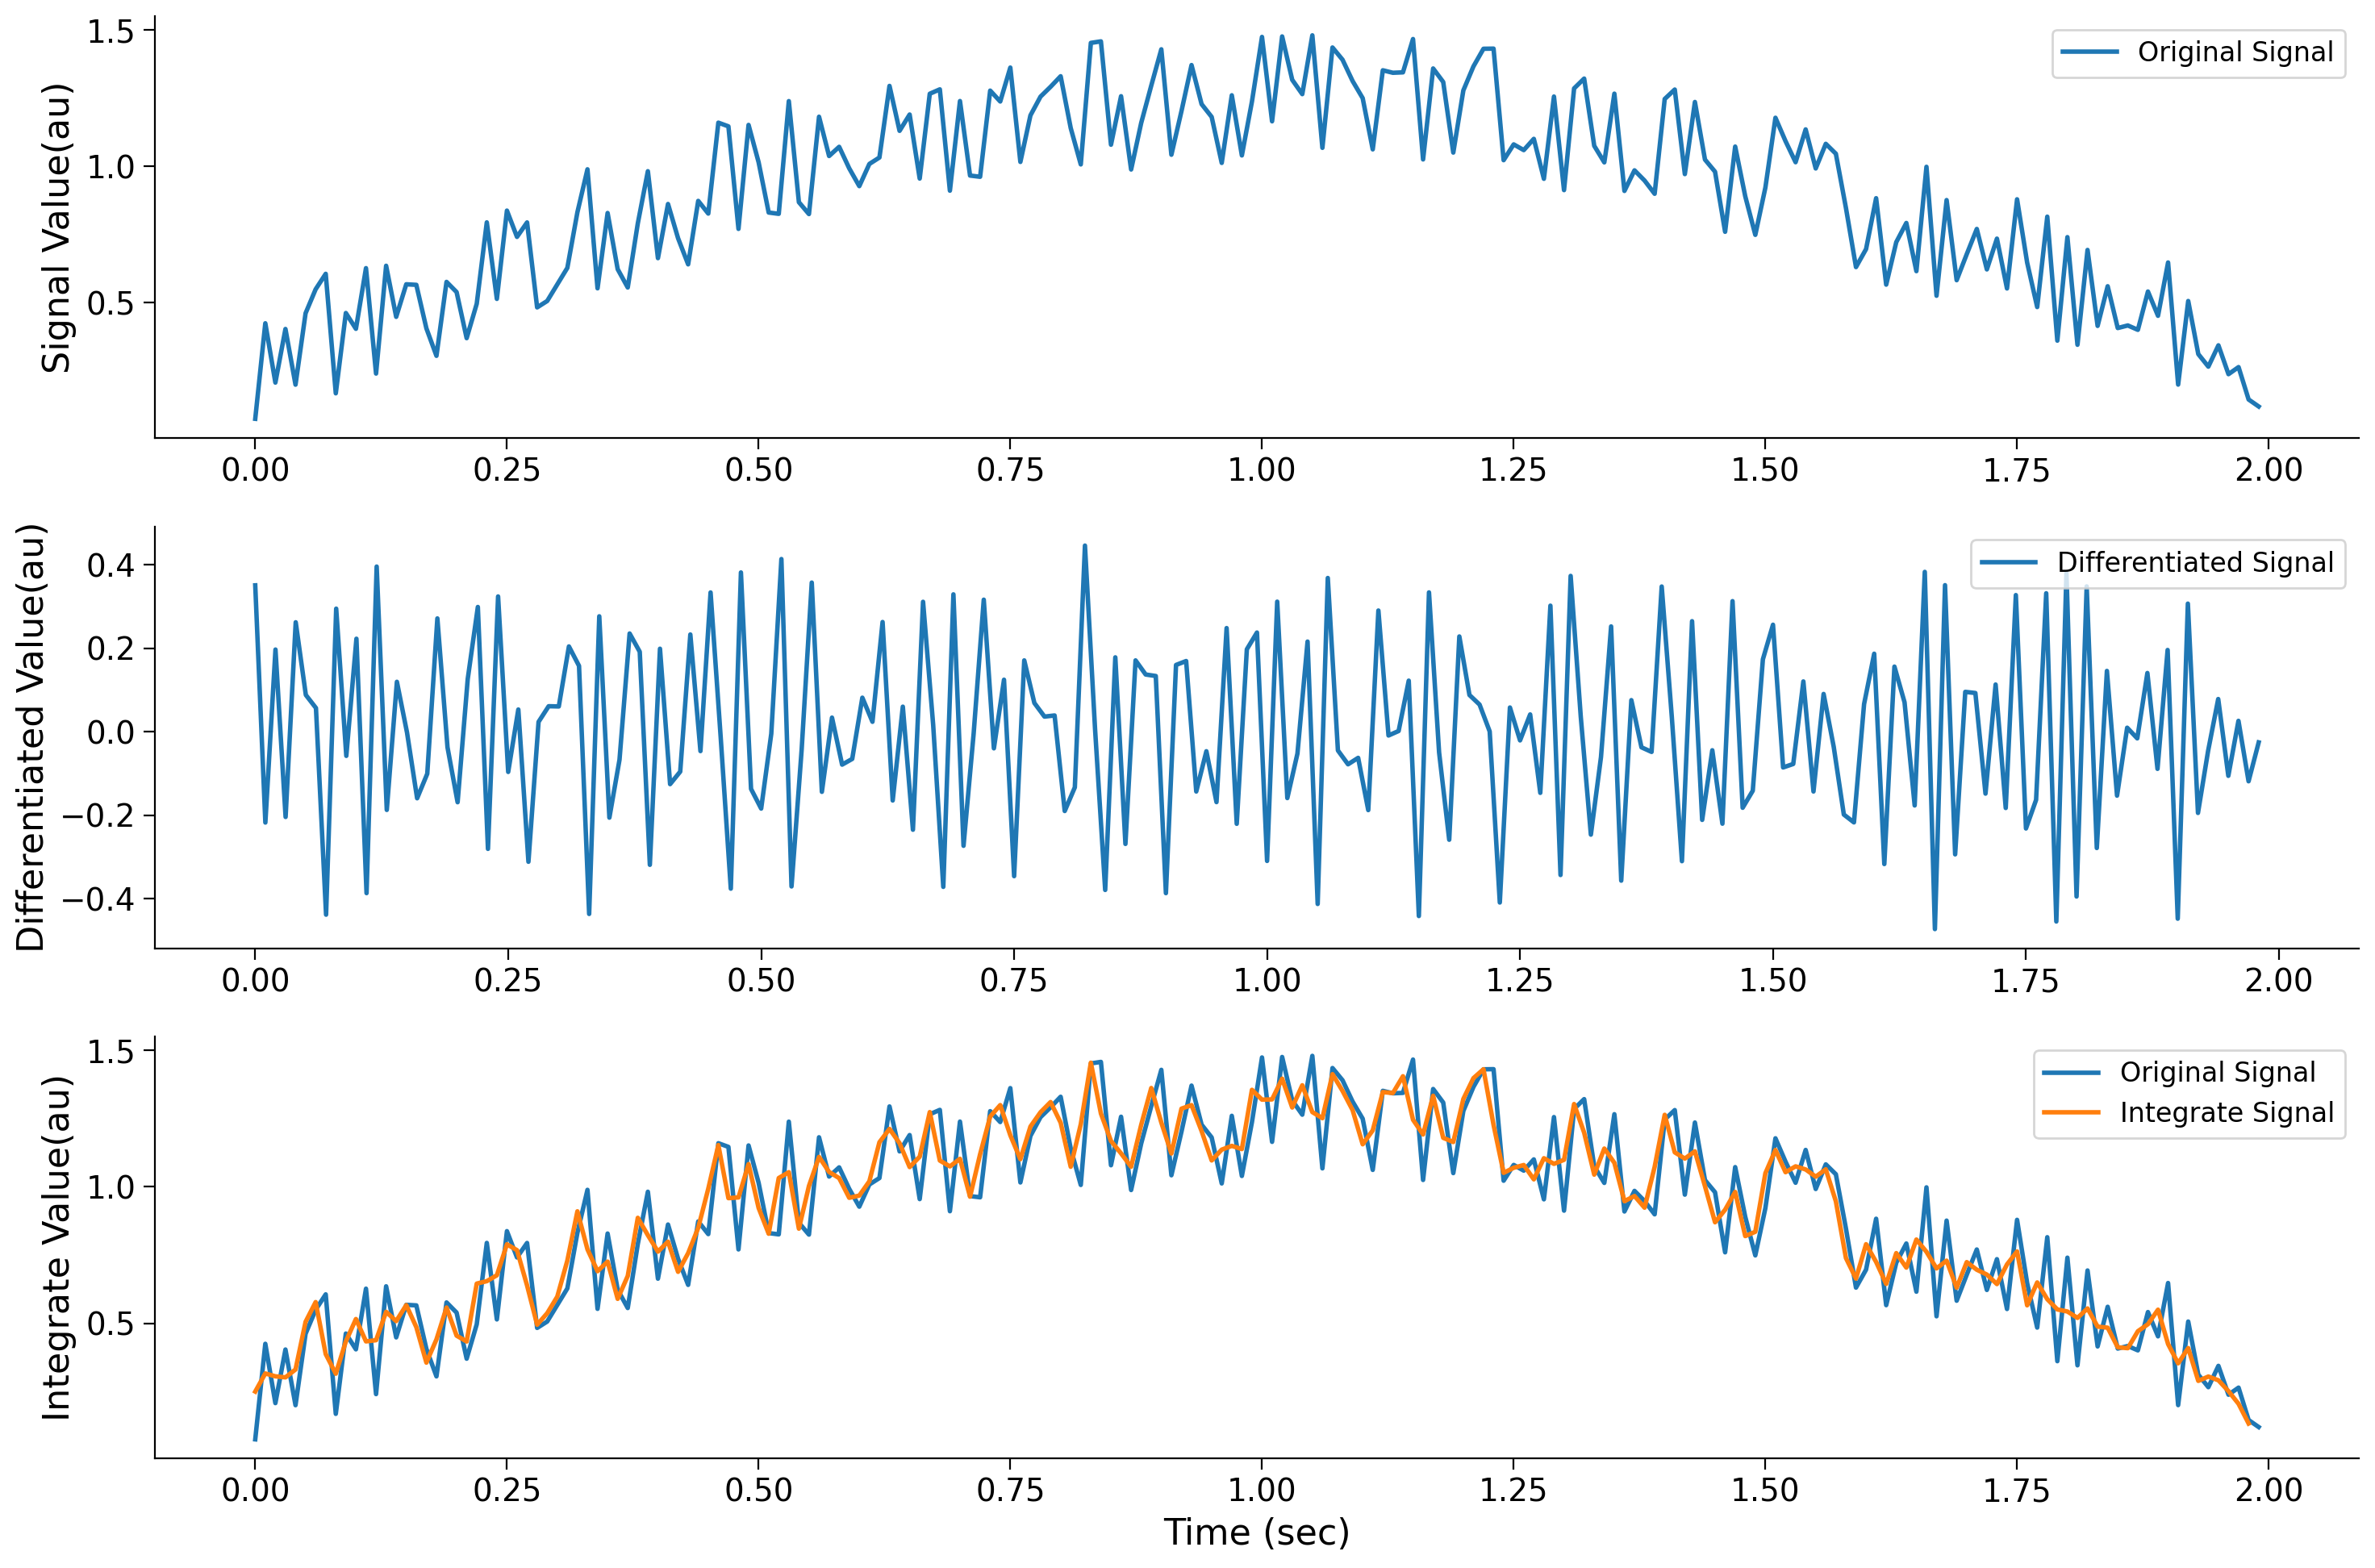 Signal Value(au)
1.5
1.0
0.5
Original Signal
0.00 0.25 0.50 0.75 1.00 1.25 1.50 1.75 2.00
Differentiated Value(au)
0.4
0.2
0.0
−0.2
−0.4
Differentiated Signal
0.00 0.25 0.50 0.75 1.00 1.25 1.50 1.75 2.00
Integrate Value(au)
1.5
1.0
0.5
Original Signal
Integrate Signal
0.00 0.25 0.50 0.75 1.00 1.25 1.50 1.75 2.00
Time (sec)